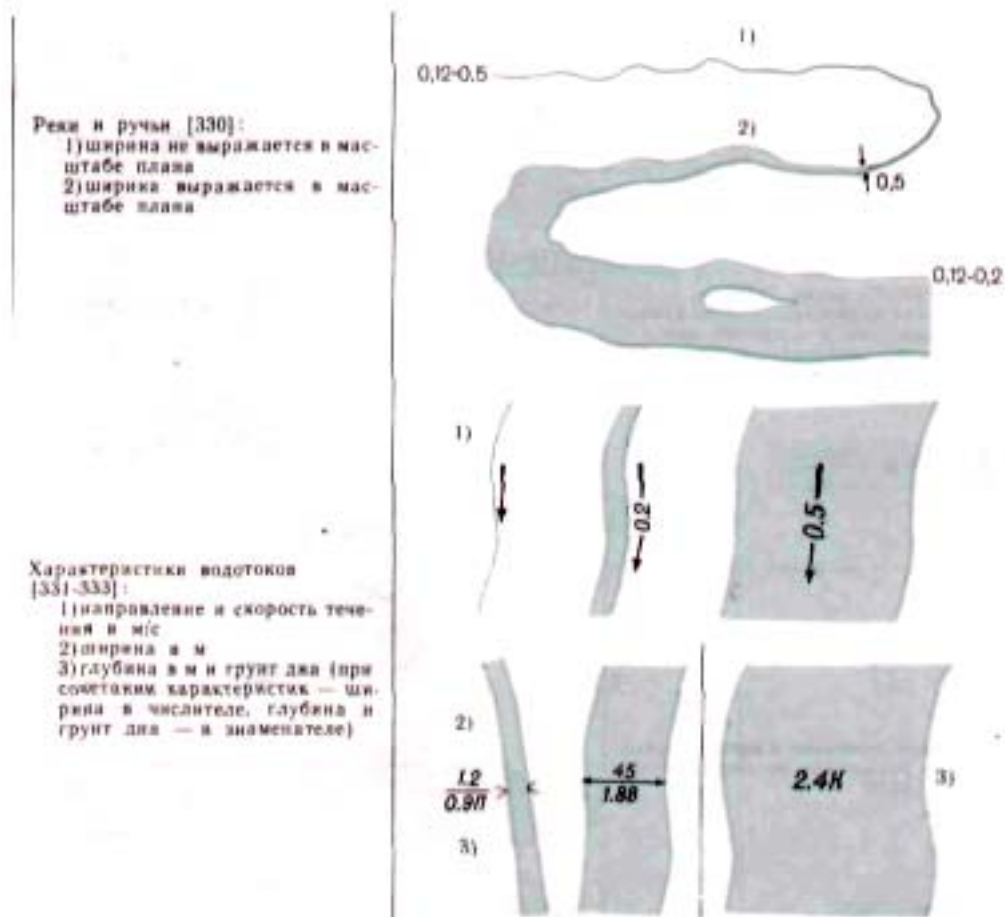 Реки и ручьи [330]:
1) ширина не выражается в мас-
штабе плана
2) ширина выражается в мас-
штабе плана
1)
0,12-0.5
2)
0,5
0,12-0,2
Характеристики водотоков
[331-333]:
1) направление и скорость тече-
ния в м/с
2) ширина в м
3) глубина в м и грунт дна (при
сочетании характеристик — ши-
рина в числителе, глубина и
грунт дна — в знаменателе)
1)
0.2
0.5
2)
1.2
0.9П
3)
45
1.8В
2.4К
3)